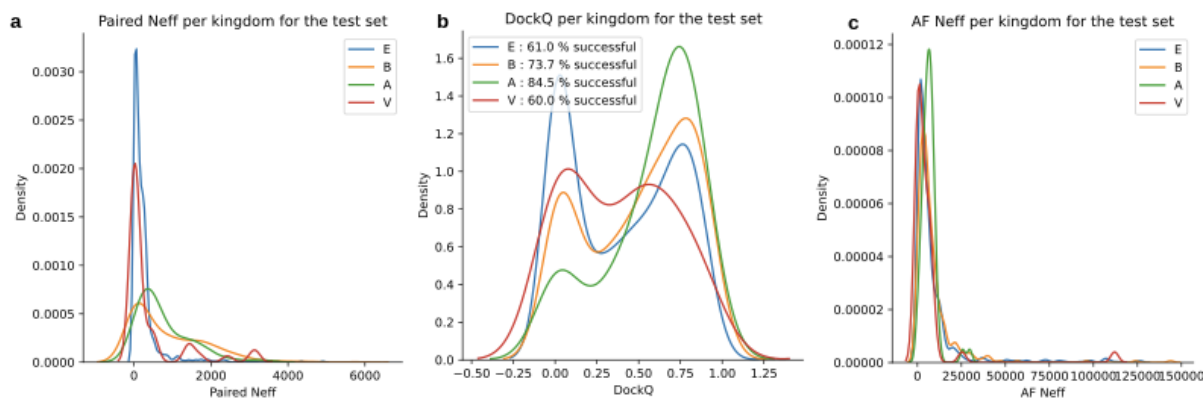 a
Paired Neff per kingdom for the test set
E
B
A
V
0.0030
0.0025
0.0020
0.0015
0.0010
0.0005
0.0000
Density
0
2000
4000
6000
Paired Neff
b
DockQ per kingdom for the test set
E : 61.0 % successful
B : 73.7 % successful
A : 84.5 % successful
V : 60.0 % successful
1.6
1.4
1.2
1.0
0.8
0.6
0.4
0.2
0.0
Density
−0.50
−0.25
0.00
0.25
0.50
0.75
1.00
1.25
DockQ
c
AF Neff per kingdom for the test set
E
B
A
V
0.00012
0.00010
0.00008
0.00006
0.00004
0.00002
0.00000
Density
0
25000
50000
75000
100000
125000
150000
AF Neff